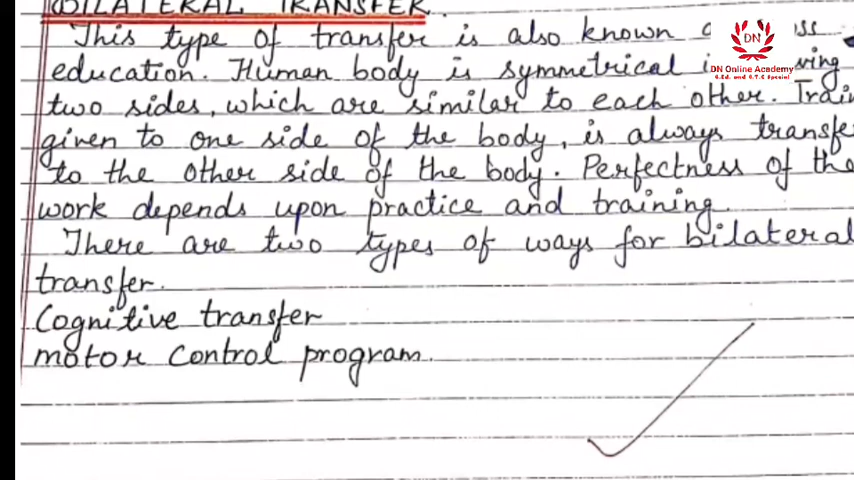 BILATERAL TRANSFER
This type of transfer is also known
education. Human body is symmetrical
two sides, which are similar to each other.
given to one side of the body, is always
to the other side of the body. Perfectness of the
work depends upon practice and training.
There are two types of ways for bilateral
transfer.
Cognitive transfer
motor control program.
DN
DN Online Academy
B.Ed. and B.T.C Special